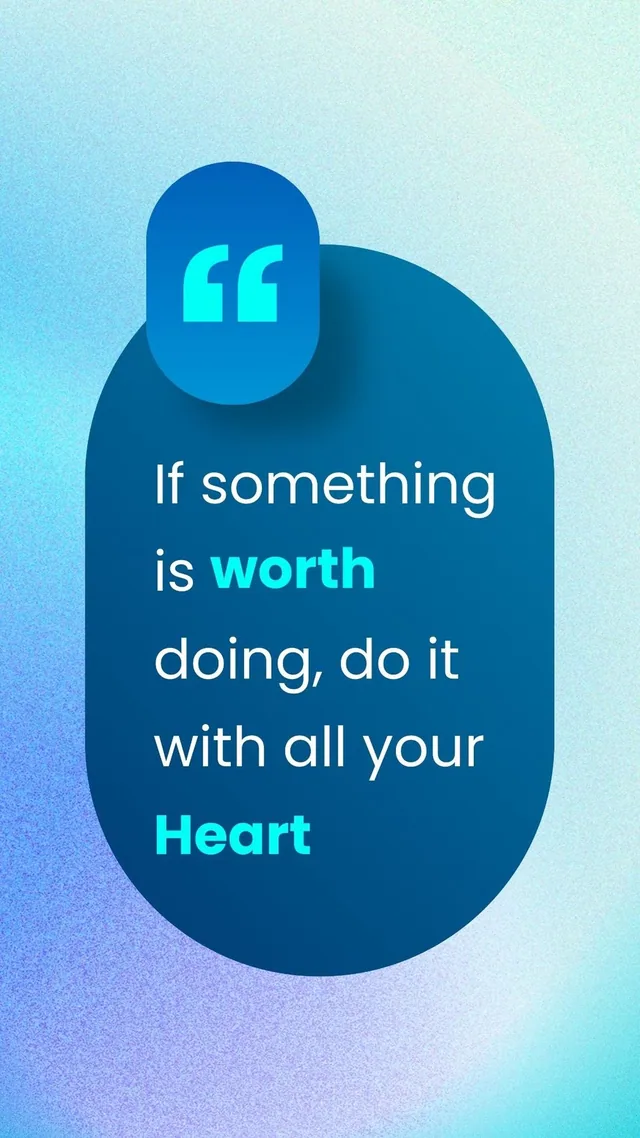 “
If something
is worth
doing, do it
with all your
Heart